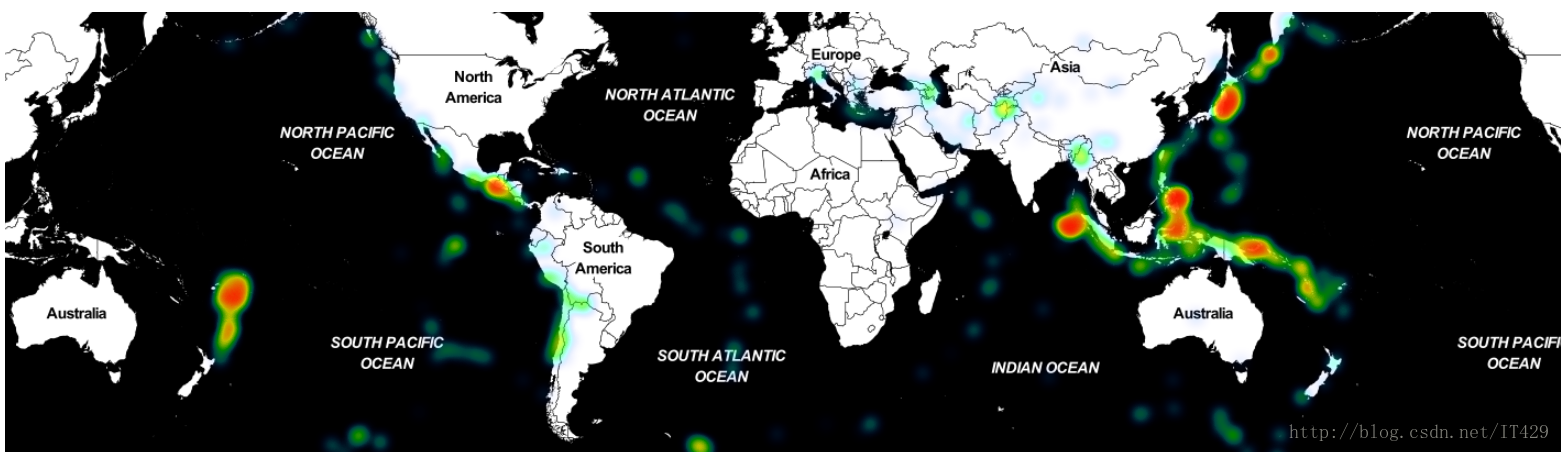 Europe
Asia
North
America
NORTH ATLANTIC
OCEAN
NORTH PACIFIC
OCEAN
NORTH PACIFIC
OCEAN
Africa
South
America
Australia
Australia
SOUTH PACIFIC
OCEAN
SOUTH ATLANTIC
OCEAN
INDIAN OCEAN
SOUTH PACIFI
OCEAN
http://blog.csdn.net/IT429